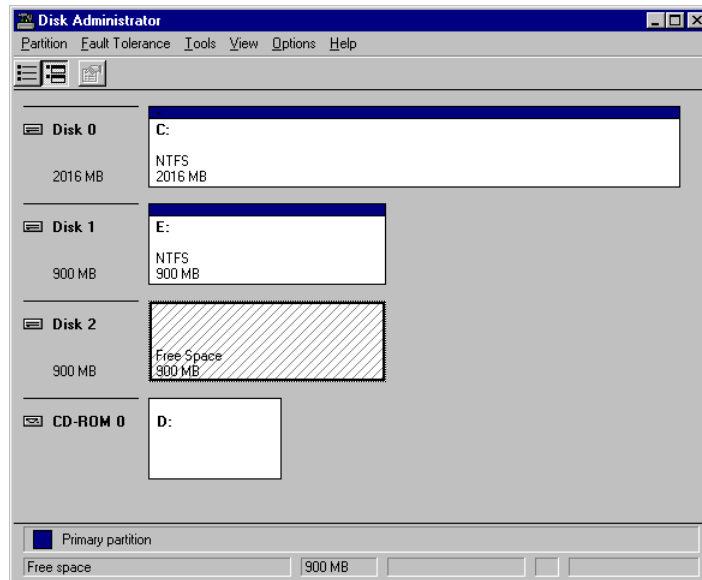 Disk Administrator
Partition Fault Tolerance Tools View Options Help
Disk 0
2016 MB
C:
NTFS
2016 MB
Disk 1
900 MB
E:
NTFS
900 MB
Disk 2
900 MB
Free Space
900 MB
CD-ROM 0
D:
Primary partition
Free space 900 MB